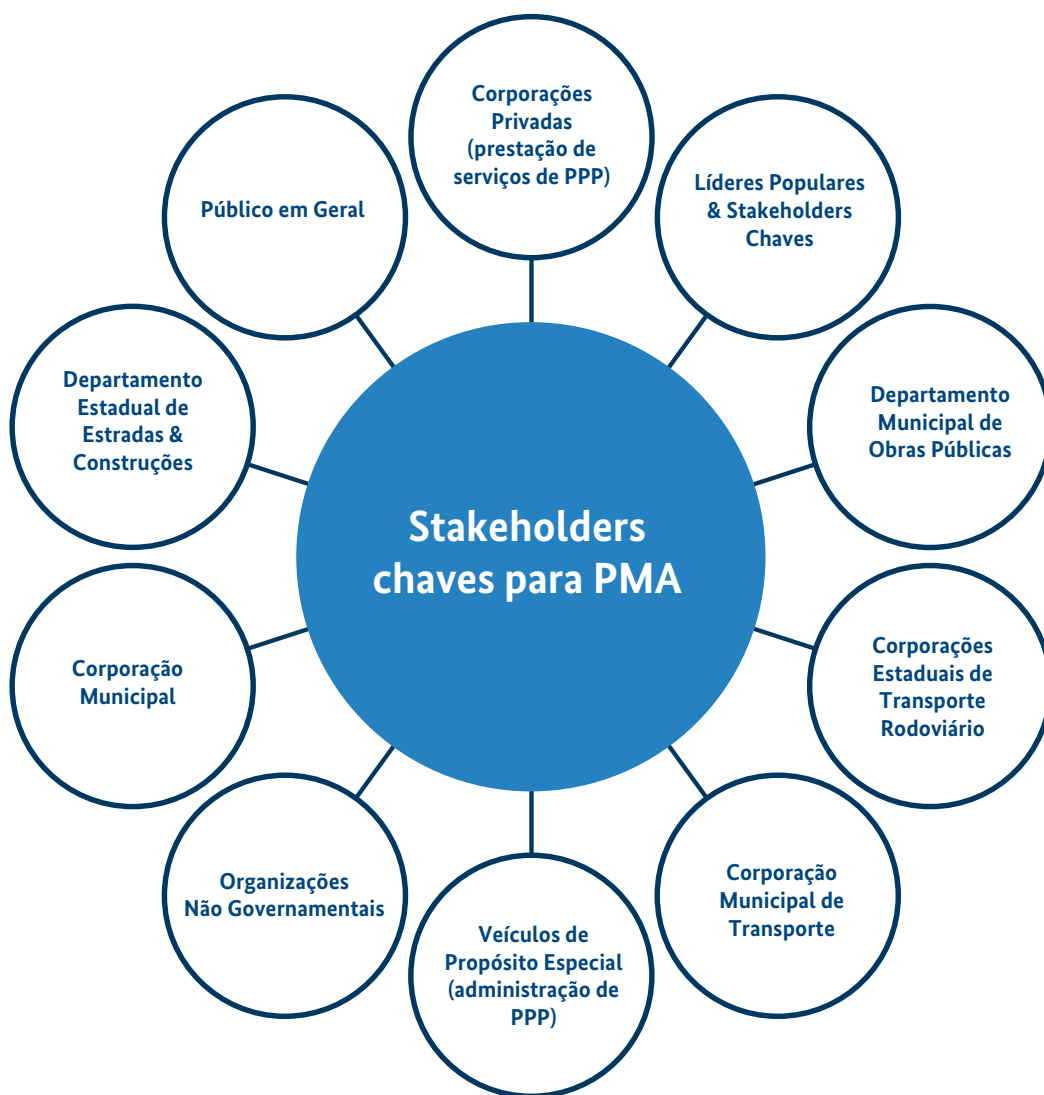 Corporações
Privadas
(prestação de
serviços de PPP)
Líderes Populares
& Stakeholders
Chaves
Departamento
Municipal de
Obras Públicas
Corporações
Estaduais de
Transporte
Rodoviário
Corporação
Municipal de
Transporte
Veículos de
Propósito Especial
(administração de
PPP)
Organizações
Não Governamentais
Corporação
Municipal
Departamento
Estadual de
Estradas &
Construções
Público em Geral
Stakeholders
chaves para PMA